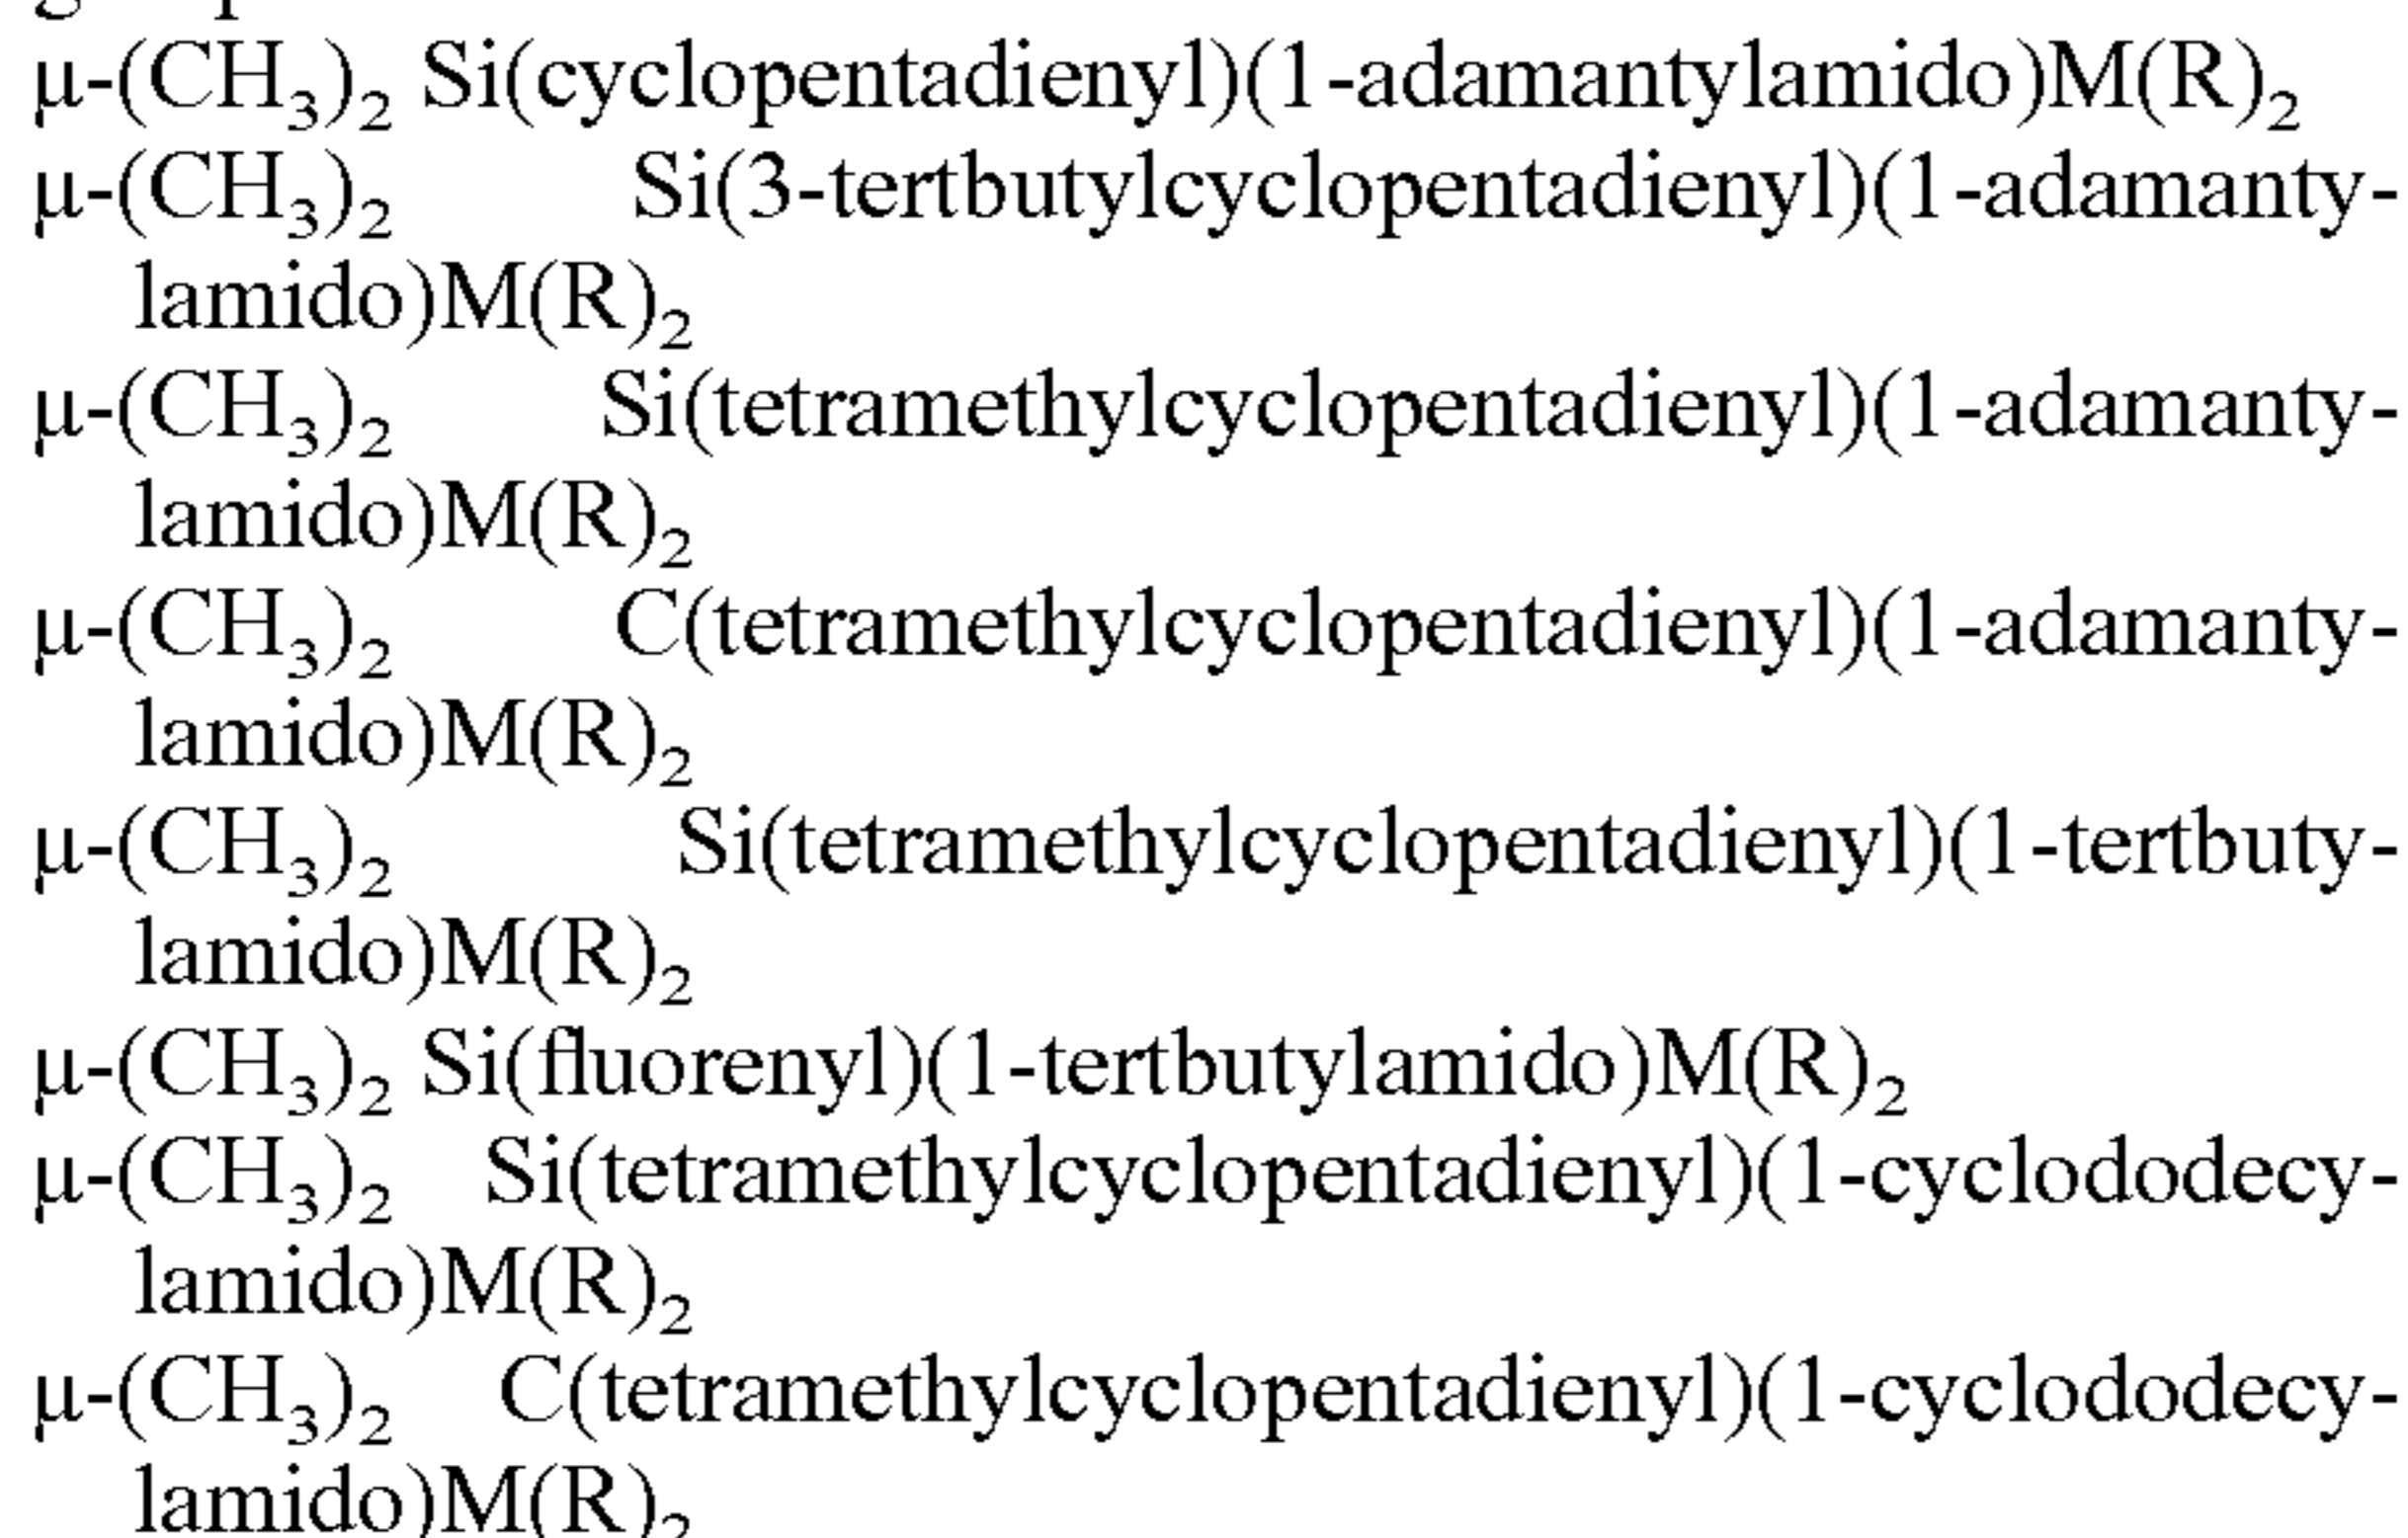 μ-(CH₃)₂ Si(cyclopentadienyl)(1-adamantylamido)M(R)₂
μ-(CH₃)₂ Si(3-tertbutylcyclopentadienyl)(1-adamanty-
lamido)M(R)₂
μ-(CH₃)₂ Si(tetramethylcyclopentadienyl)(1-adamanty-
lamido)M(R)₂
μ-(CH₃)₂ C(tetramethylcyclopentadienyl)(1-adamanty-
lamido)M(R)₂
μ-(CH₃)₂ Si(tetramethylcyclopentadienyl)(1-tertbuty-
lamido)M(R)₂
μ-(CH₃)₂ Si(fluorenyl)(1-tertbutylamido)M(R)₂
μ-(CH₃)₂ Si(tetramethylcyclopentadienyl)(1-cyclododecy-
lamido)M(R)₂
μ-(CH₃)₂ C(tetramethylcyclopentadienyl)(1-cyclododecy-
lamido)M(R)₂